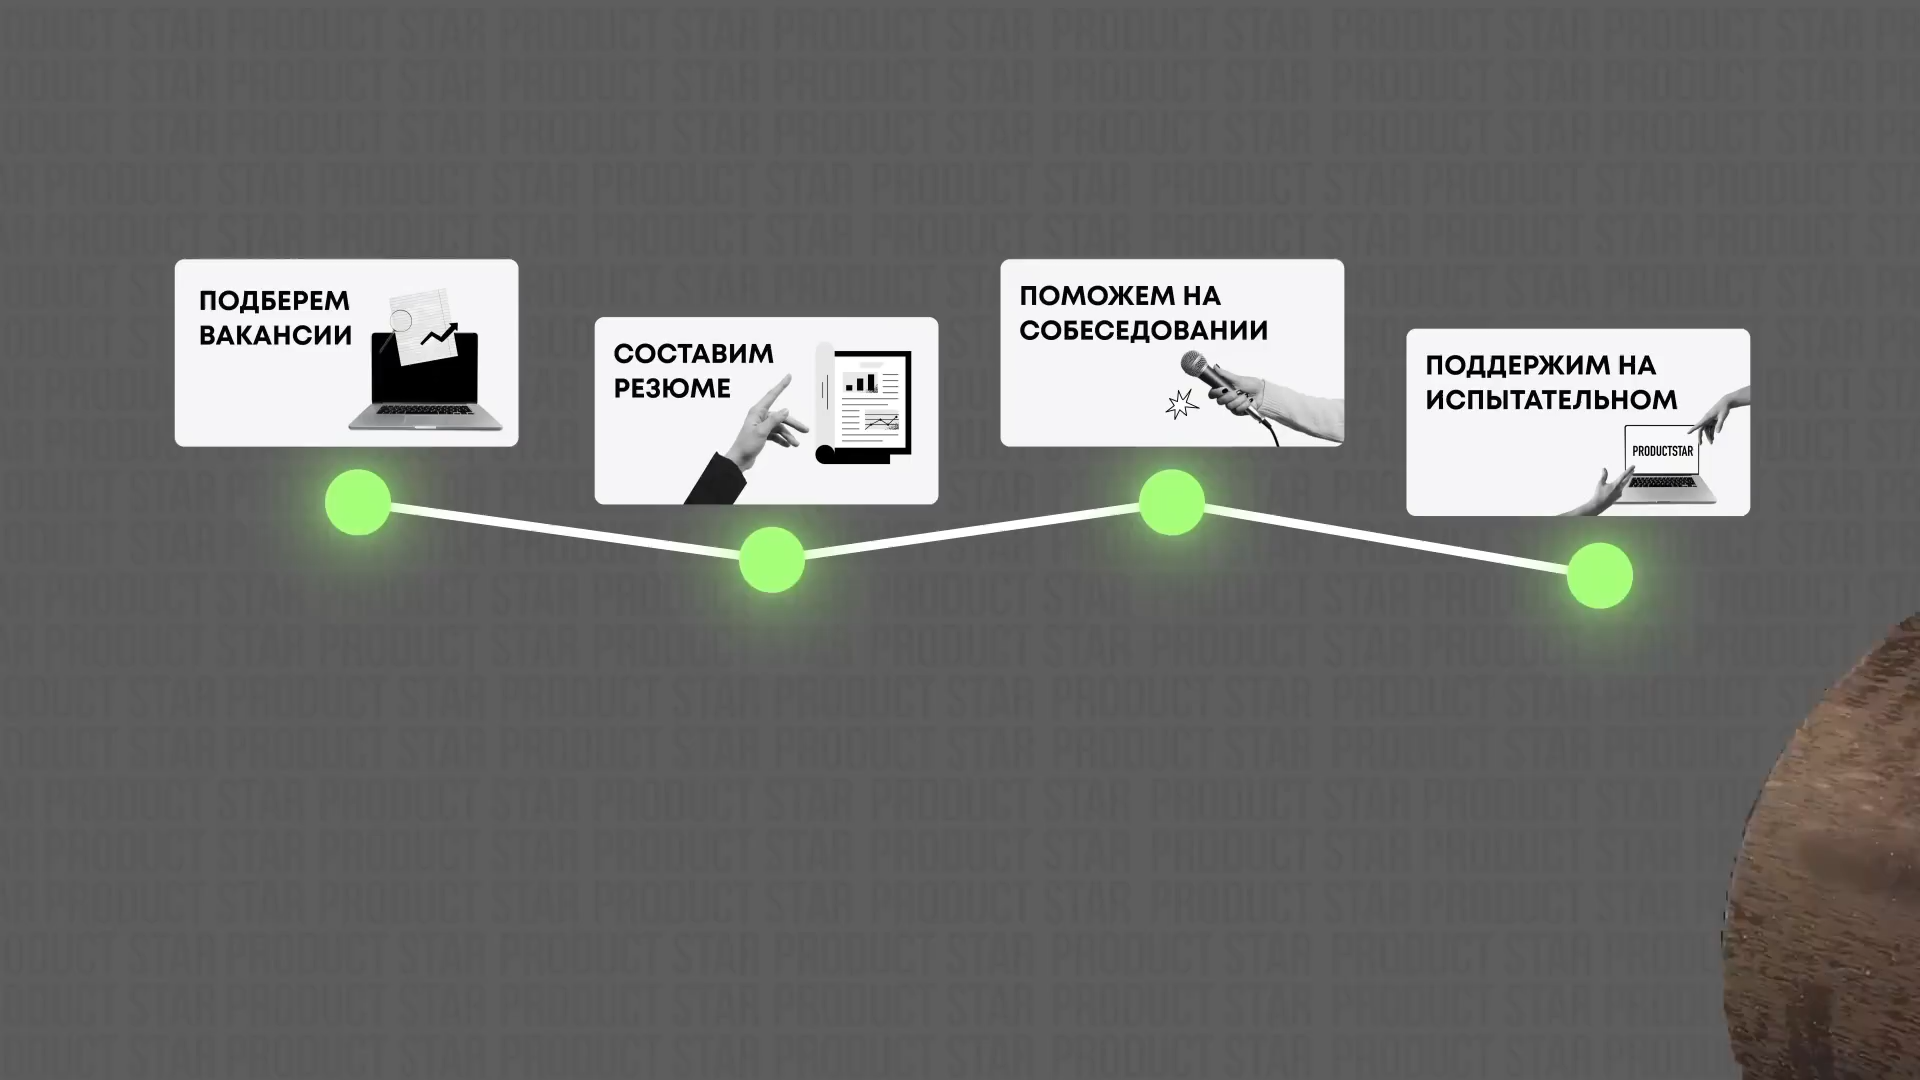 ПОДБЕРЕМ
ВАКАНСИИ
СОСТАВИМ
РЕЗЮМЕ
ПОМОЖЕМ НА
СОБЕСЕДОВАНИИ
ПОДДЕРЖИМ НА
ИСПЫТАТЕЛЬНОМ
PRODUCTSTAR